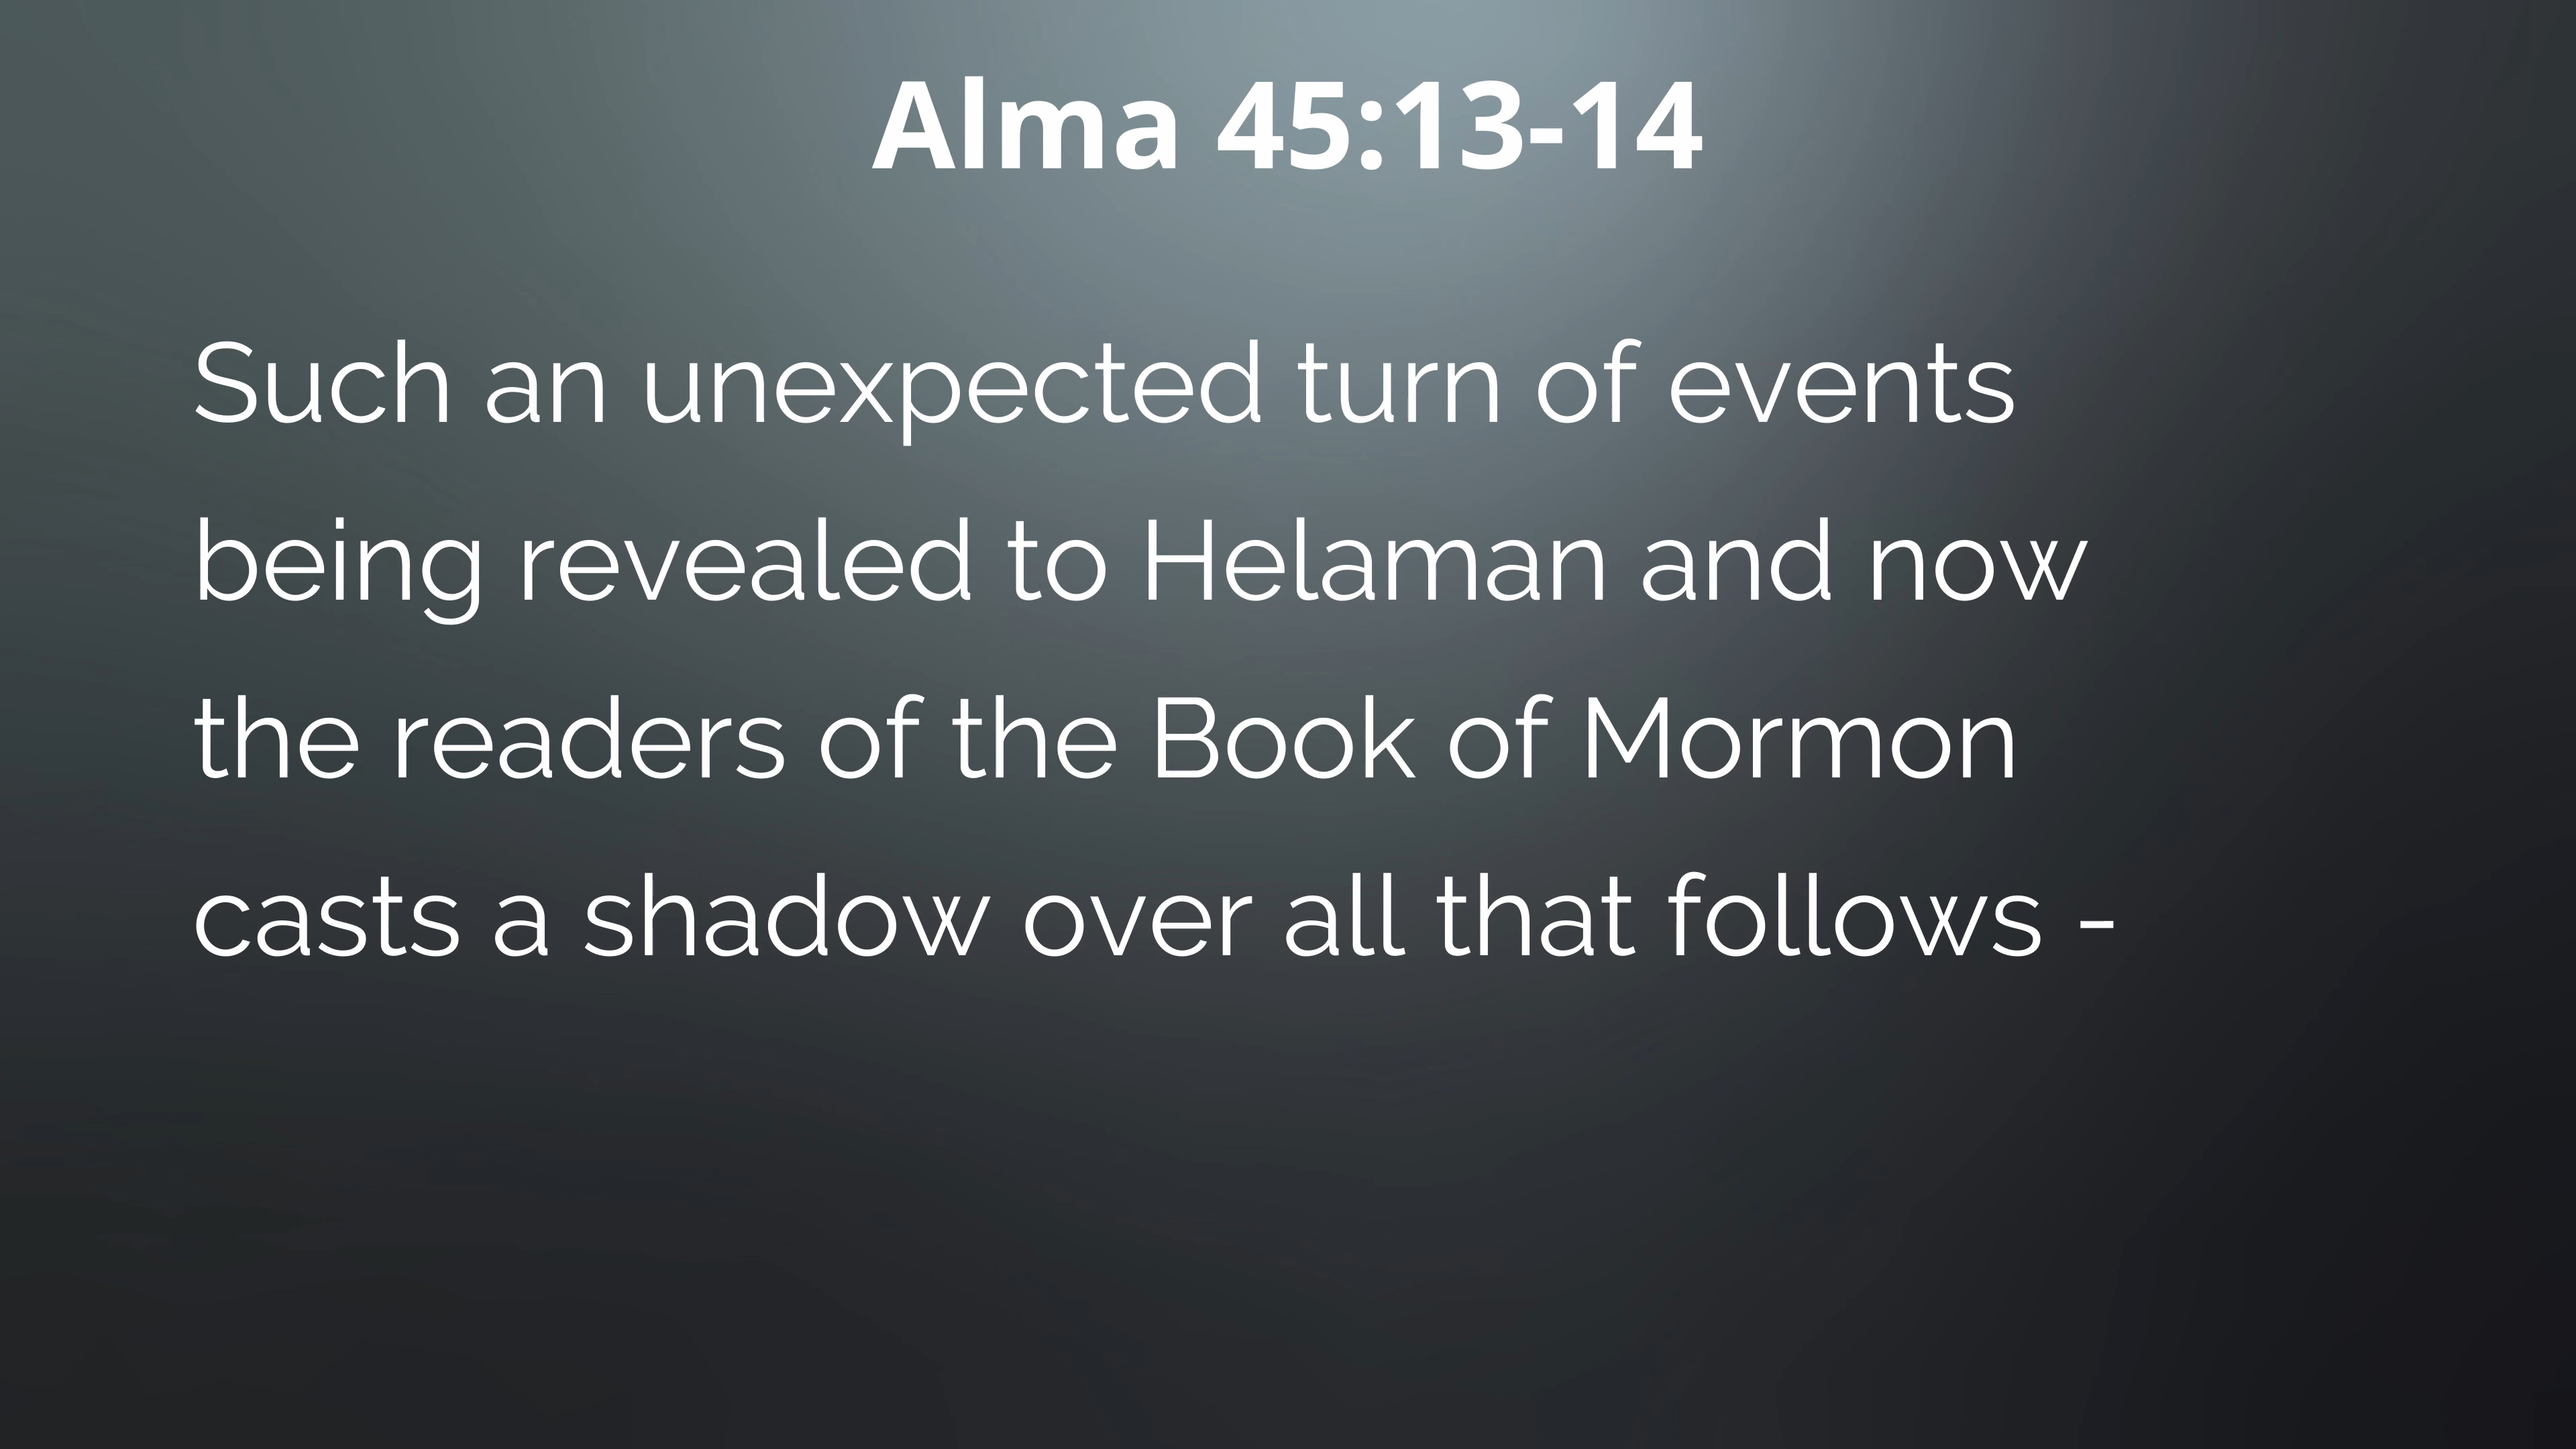 Alma 45:13-14
Such an unexpected turn of events
being revealed to Helaman and now
the readers of the Book of Mormon
casts a shadow over all that follows -